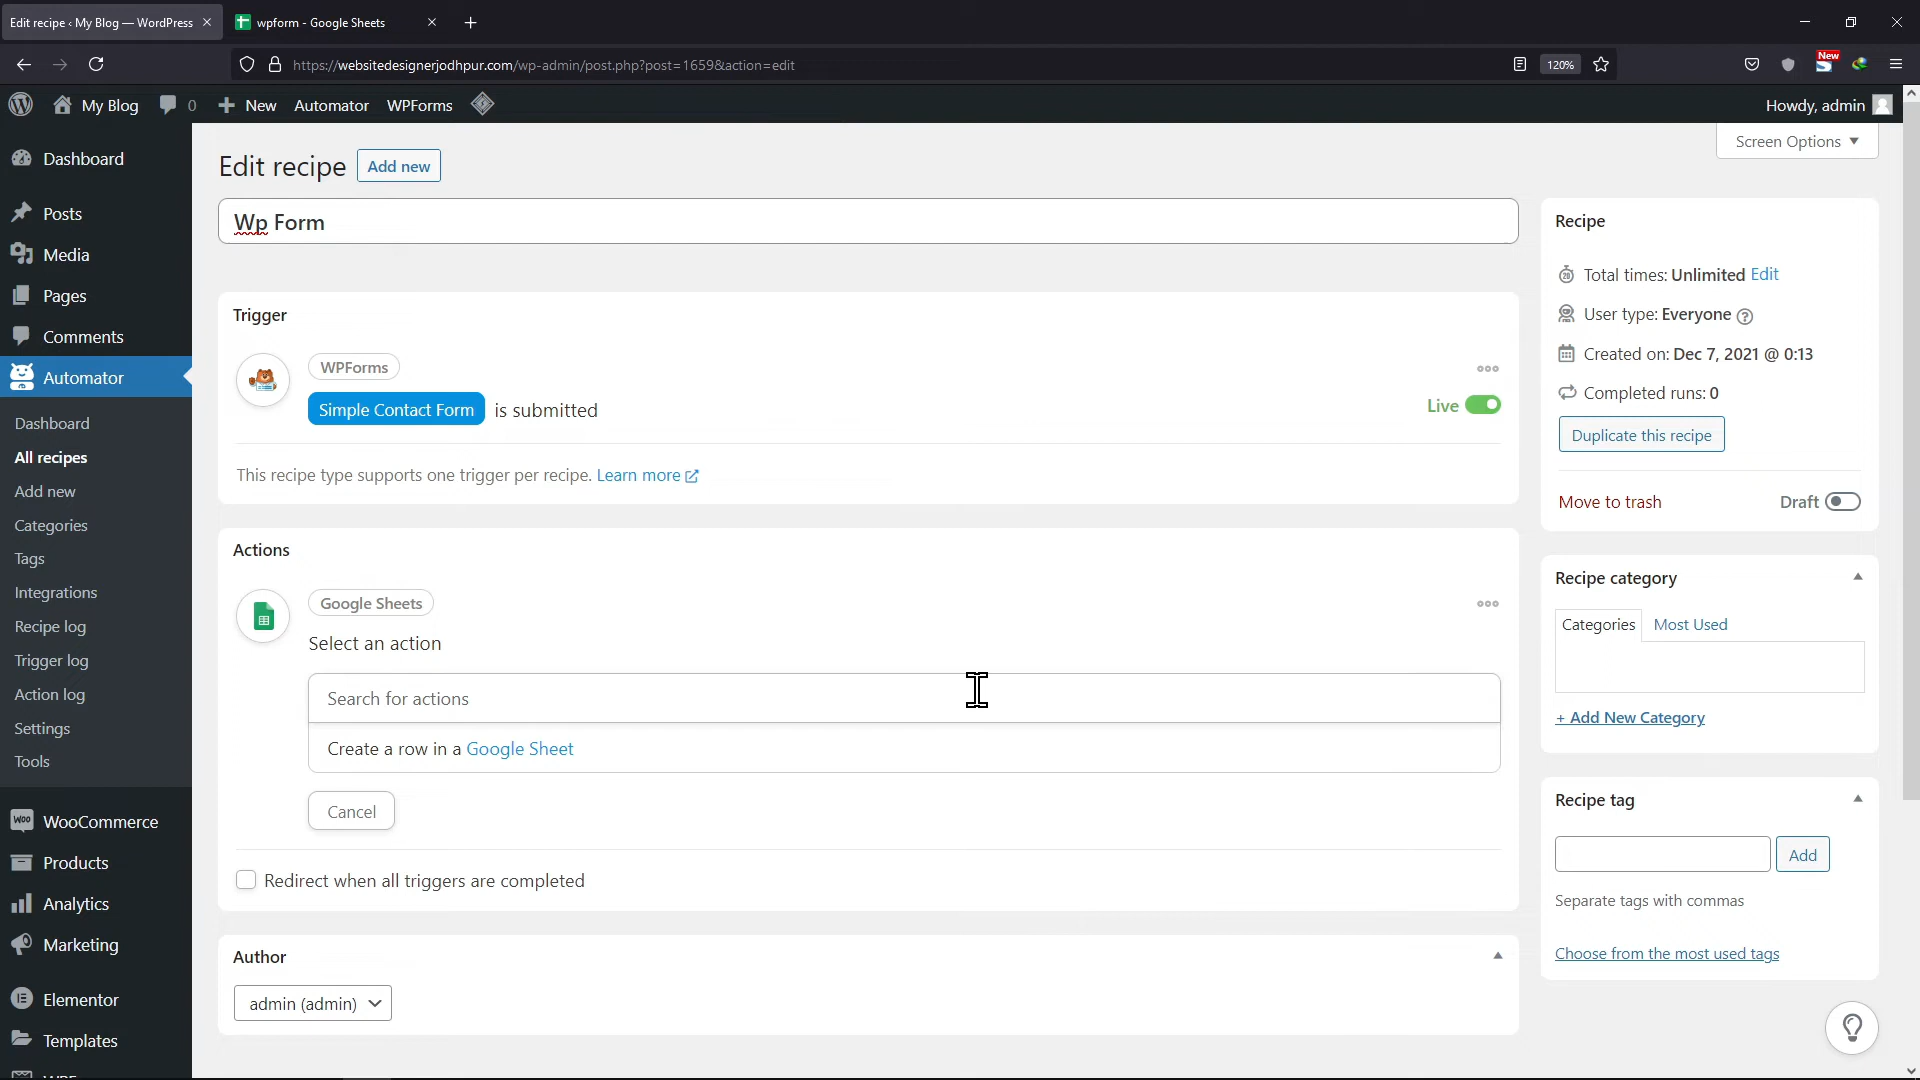 Edit recipe ‹ My Blog — WordPress
wpform - Google Sheets
https://websitedesignerjodhpur.com/wp-admin/post.php?post=1659&action=edit
120%
New
My Blog
0
New
Automator
WPForms
Howdy, admin
Dashboard
Posts
Media
Pages
Comments
Automator
Dashboard
All recipes
Add new
Categories
Tags
Integrations
Recipe log
Trigger log
Action log
Settings
Tools
WooCommerce
Products
Analytics
Marketing
Elementor
Templates
Screen Options
Edit recipe
Add new
Wp Form
Trigger
WPForms
Simple Contact Form is submitted
Live
This recipe type supports one trigger per recipe. Learn more
Actions
Google Sheets
Select an action
Search for actions
Create a row in a Google Sheet
Cancel
Redirect when all triggers are completed
Author
admin (admin)
Recipe
Total times: Unlimited Edit
User type: Everyone ?
Created on: Dec 7, 2021 @ 0:13
Completed runs: 0
Duplicate this recipe
Move to trash
Draft
Recipe category
Categories
Most Used
+ Add New Category
Recipe tag
Add
Separate tags with commas
Choose from the most used tags